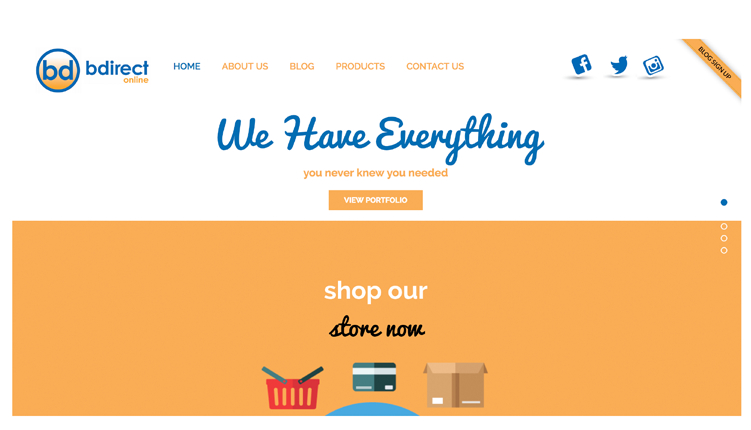 bd bdirect
online
HOME ABOUT US BLOG PRODUCTS CONTACT US
BLOG SIGN UP
We Have Everything
you never knew you needed
VIEW PORTFOLIO
shop our
store now